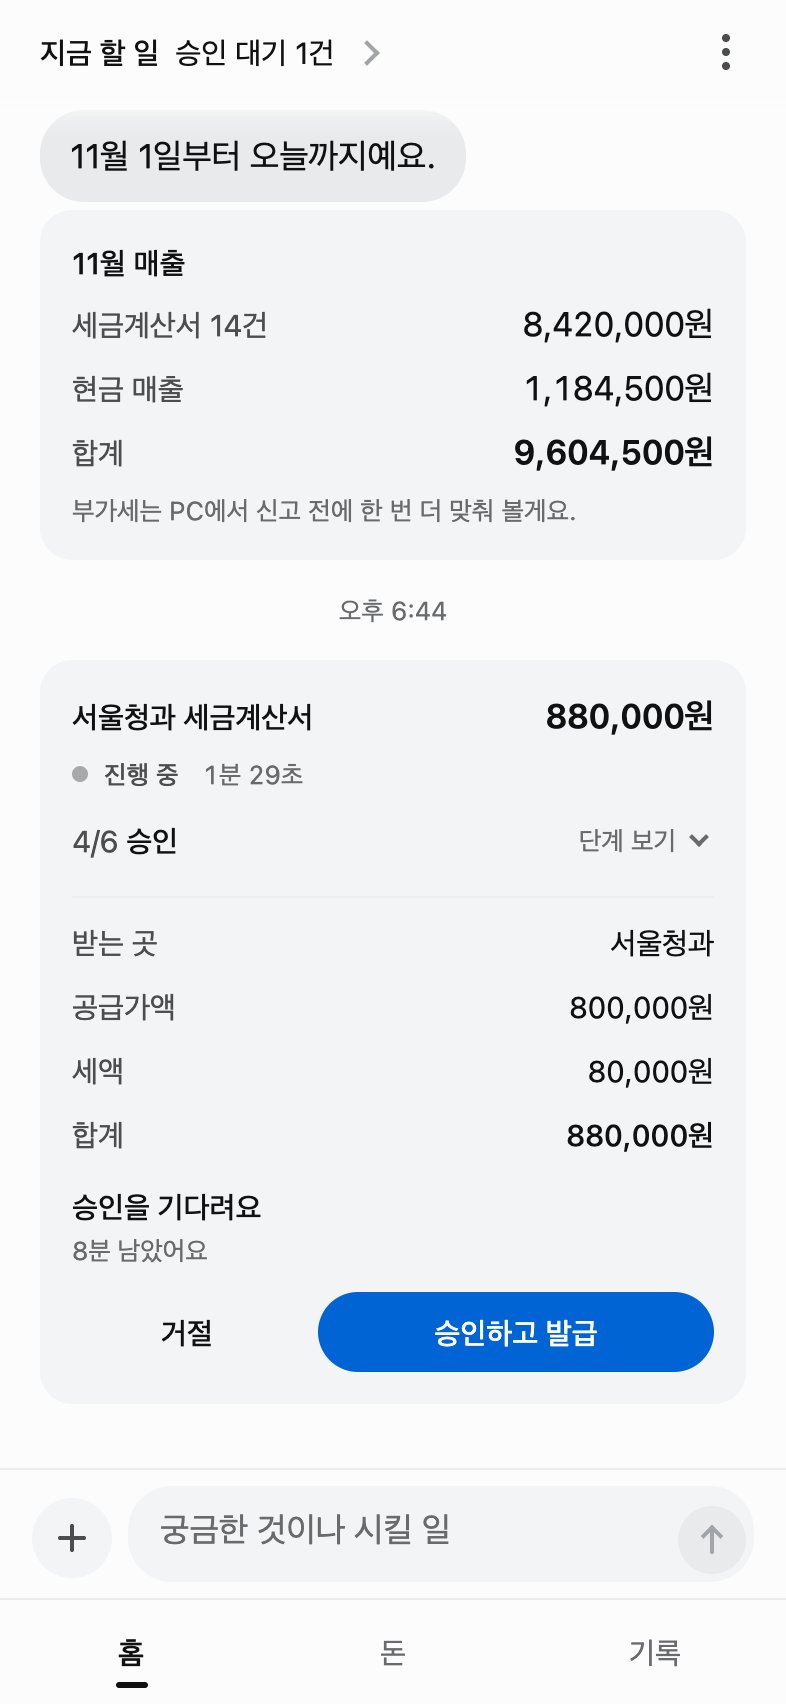 지금 할 일 승인 대기 1건
11월 1일부터 오늘까지예요.
11월 매출
세금계산서 14건 8,420,000원
현금 매출 1,184,500원
합계 9,604,500원
부가세는 PC에서 신고 전에 한 번 더 맞춰 볼게요.
오후 6:44
서울청과 세금계산서 880,000원
진행 중 1분 29초
4/6 승인 단계 보기
받는 곳 서울청과
공급가액 800,000원
세액 80,000원
합계 880,000원
승인을 기다려요
8분 남았어요
거절 승인하고 발급
궁금한 것이나 시킬 일
홈 돈 기록